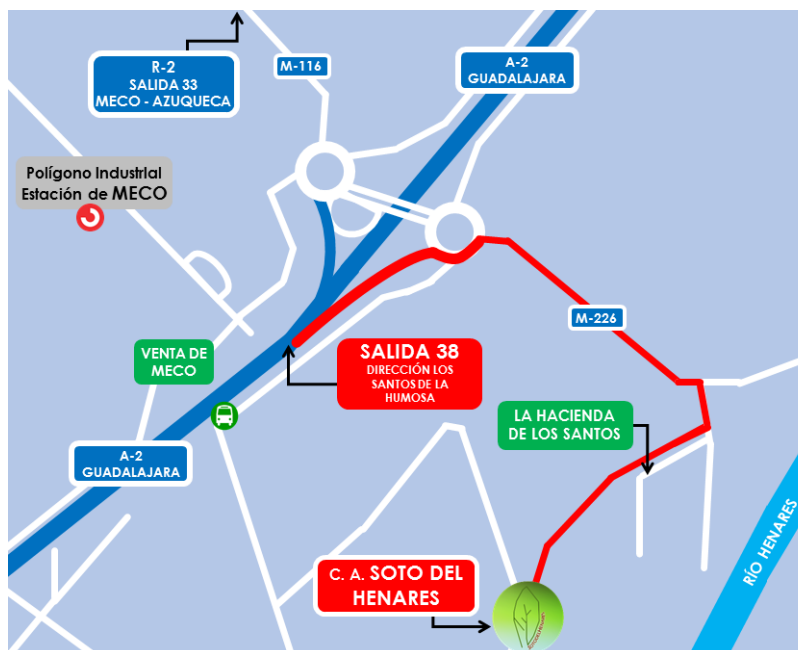 R-2
SALIDA 33
MECO - AZUQUECA
M-116
A-2
GUADALAJARA
Polígono Industrial
Estación de MECO
M-226
VENTA DE
MECO
SALIDA 38
DIRECCIÓN LOS
SANTOS DE LA
HUMOSA
LA HACIENDA
DE LOS SANTOS
A-2
GUADALAJARA
RÍO HENARES
C. A. SOTO DEL
HENARES